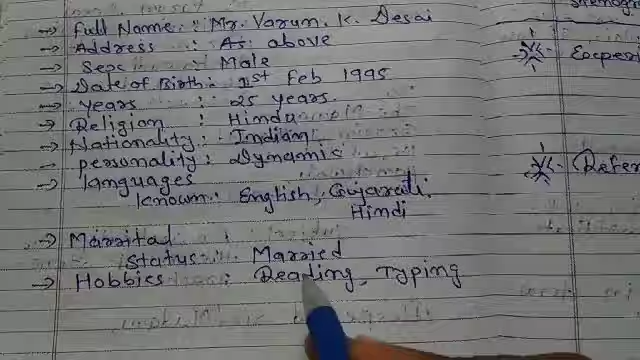 → Full Name : Mr. Varun. K. Desai
→ Address : As above
→ Sex : Male
→ Date of Birth : 1st Feb 1995
→ years : 25 years.
→ Religion : Hindu
→ Nationality : Indian
→ personality : Dynamic
→ languages
known : English, Gujarati,
Hindi
→ Marrital
Status : Married
→ Hobbies : Reading, Typing